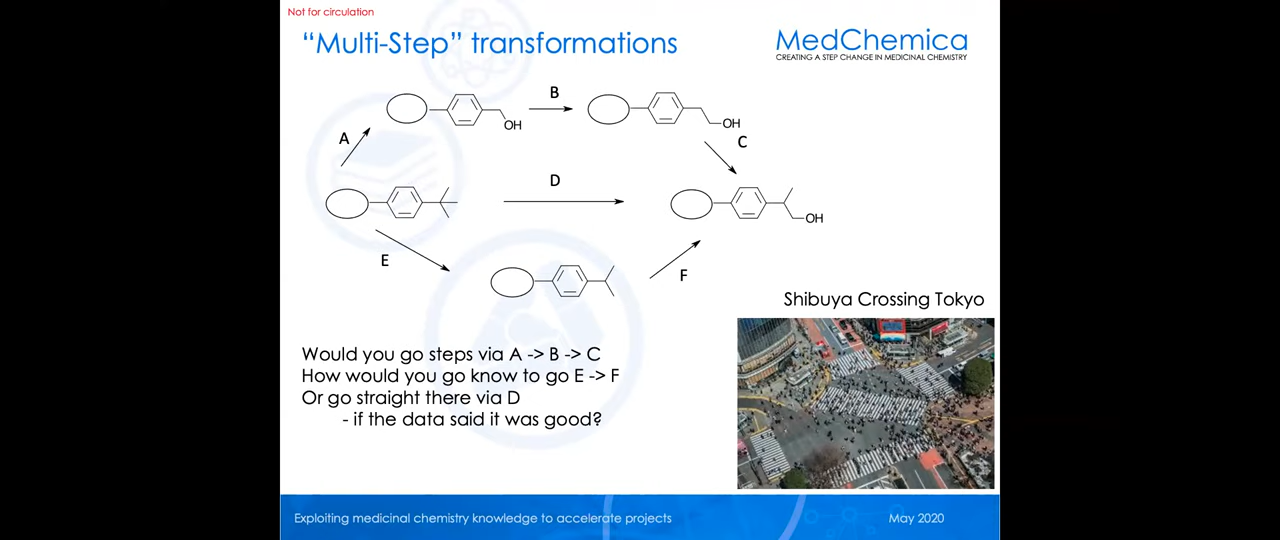 Not for circulation
“Multi-Step” transformations
MedChemica
CREATING A STEP CHANGE IN MEDICINAL CHEMISTRY
A
OH
B
OH
C
D
OH
E
F
Shibuya Crossing Tokyo
Would you go steps via A -> B -> C
How would you go know to go E -> F
Or go straight there via D
- if the data said it was good?
Exploiting medicinal chemistry knowledge to accelerate projects
May 2020